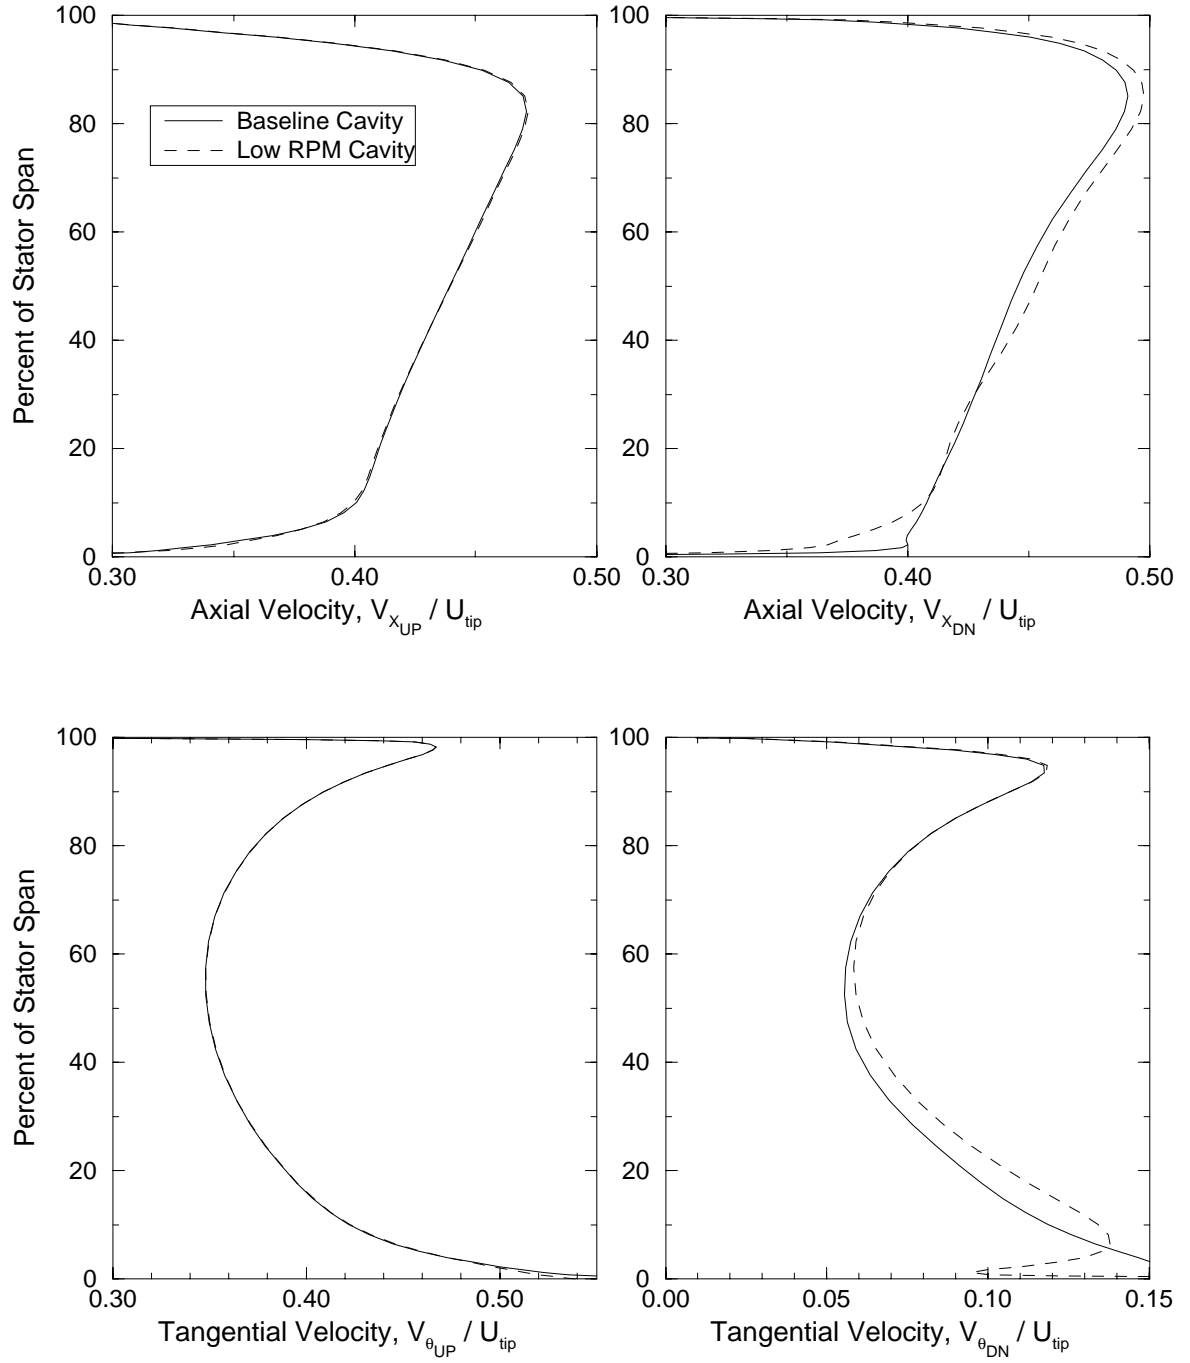 100
80
60
40
20
0
Percent of Stator Span
Baseline Cavity
Low RPM Cavity
0.30 0.40 0.50
Axial Velocity, V_X_UP / U_tip
100
80
60
40
20
0
0.30 0.40 0.50
Axial Velocity, V_X_DN / U_tip
100
80
60
40
20
0
Percent of Stator Span
0.30 0.40 0.50
Tangential Velocity, V_θ_UP / U_tip
100
80
60
40
20
0
0.00 0.05 0.10 0.15
Tangential Velocity, V_θ_DN / U_tip